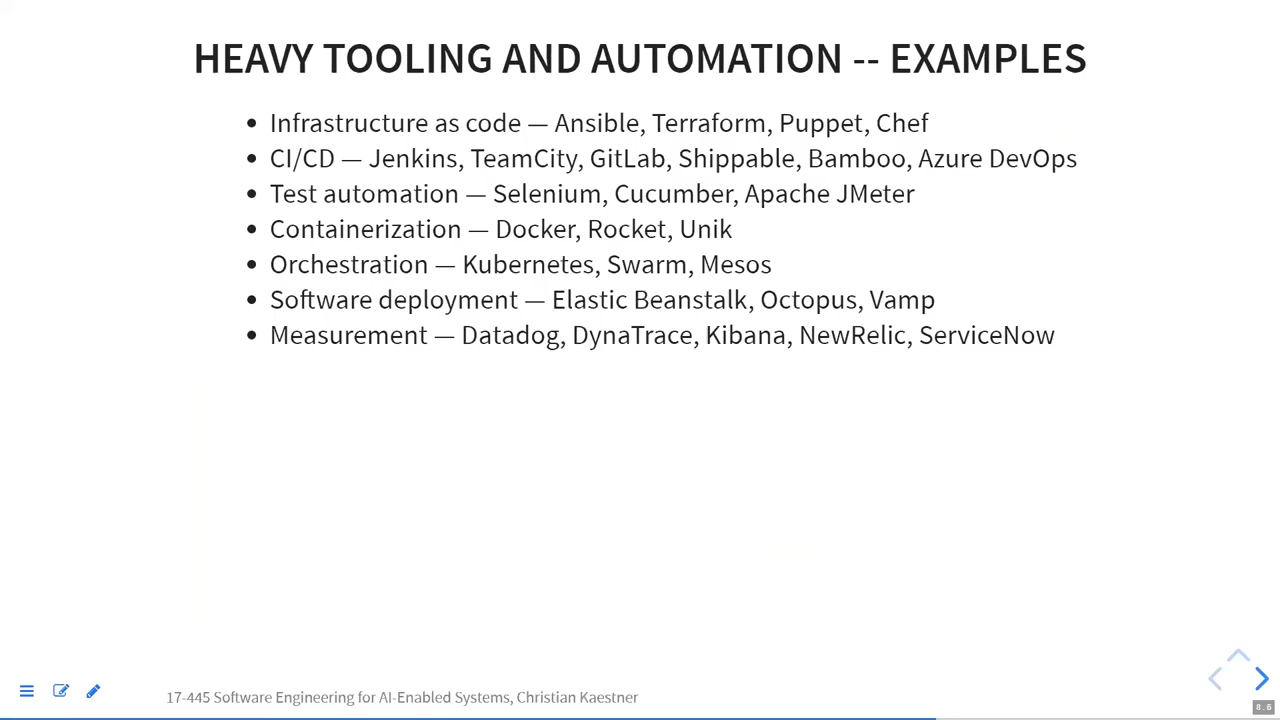 HEAVY TOOLING AND AUTOMATION -- EXAMPLES
• Infrastructure as code — Ansible, Terraform, Puppet, Chef
• CI/CD — Jenkins, TeamCity, GitLab, Shippable, Bamboo, Azure DevOps
• Test automation — Selenium, Cucumber, Apache JMeter
• Containerization — Docker, Rocket, Unik
• Orchestration — Kubernetes, Swarm, Mesos
• Software deployment — Elastic Beanstalk, Octopus, Vamp
• Measurement — Datadog, DynaTrace, Kibana, NewRelic, ServiceNow
17-445 Software Engineering for AI-Enabled Systems, Christian Kaestner
8.6